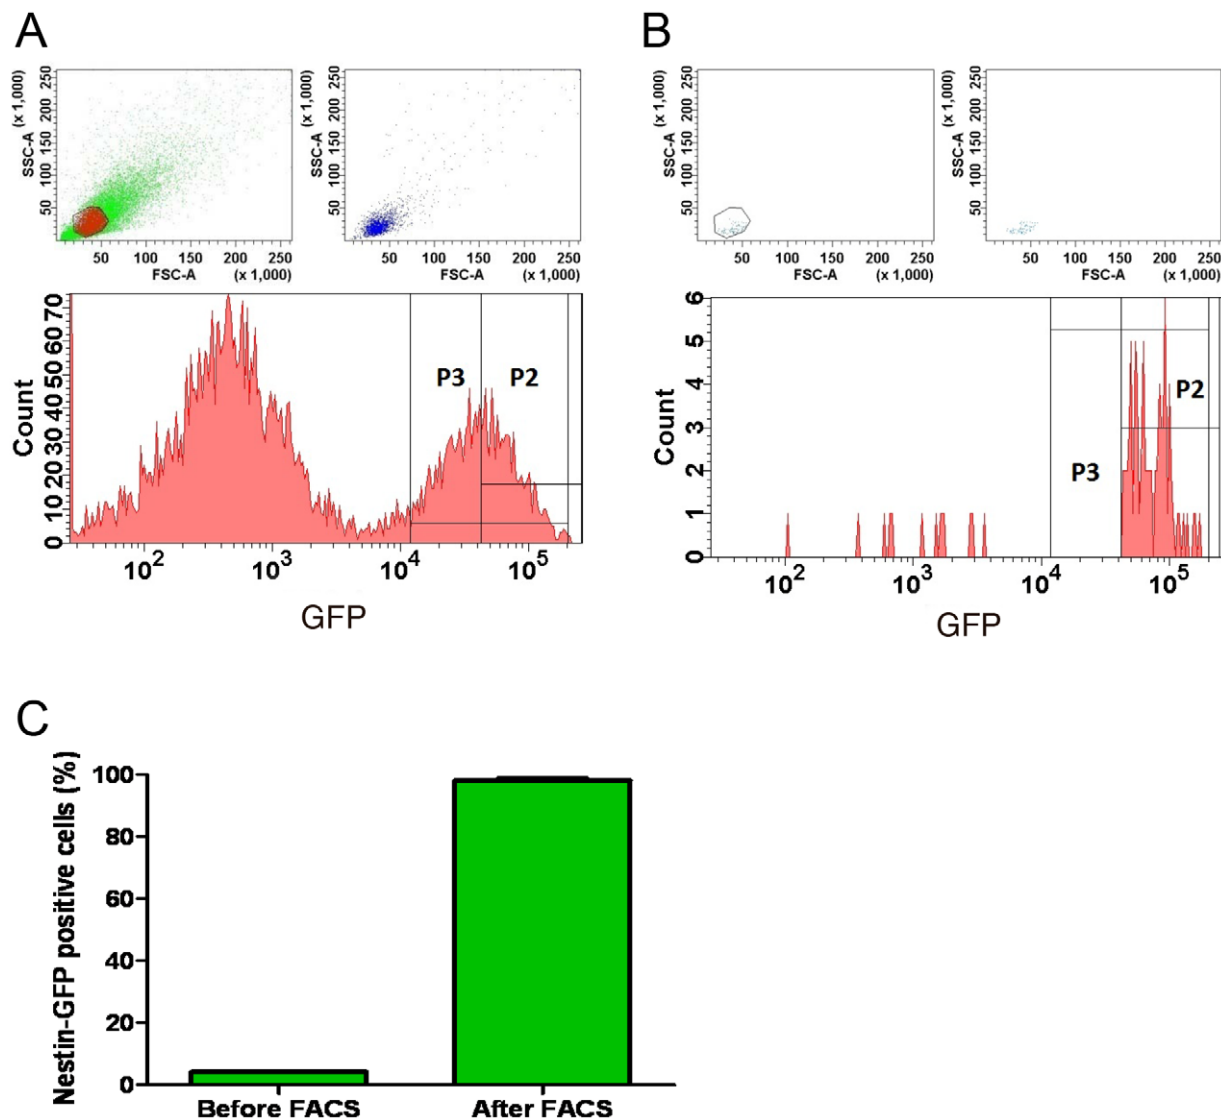 A
B
SSC-A (x 1,000)
50 100 150 200 250
50 100 150 200 250
FSC-A (x 1,000)
SSC-A (x 1,000)
50 100 150 200 250
50 100 150 200 250
FSC-A (x 1,000)
SSC-A (x 1,000)
50 100 150 200 250
50 100 150 200 250
FSC-A (x 1,000)
SSC-A (x 1,000)
50 100 150 200 250
50 100 150 200 250
FSC-A (x 1,000)
Count
0 10 20 30 40 50 60 70
P3 P2
10² 10³ 10⁴ 10⁵
GFP
Count
0 1 2 3 4 5 6
P3
P2
10² 10³ 10⁴ 10⁵
GFP
C
Nestin-GFP positive cells (%)
100
80
60
40
20
0
Before FACS After FACS